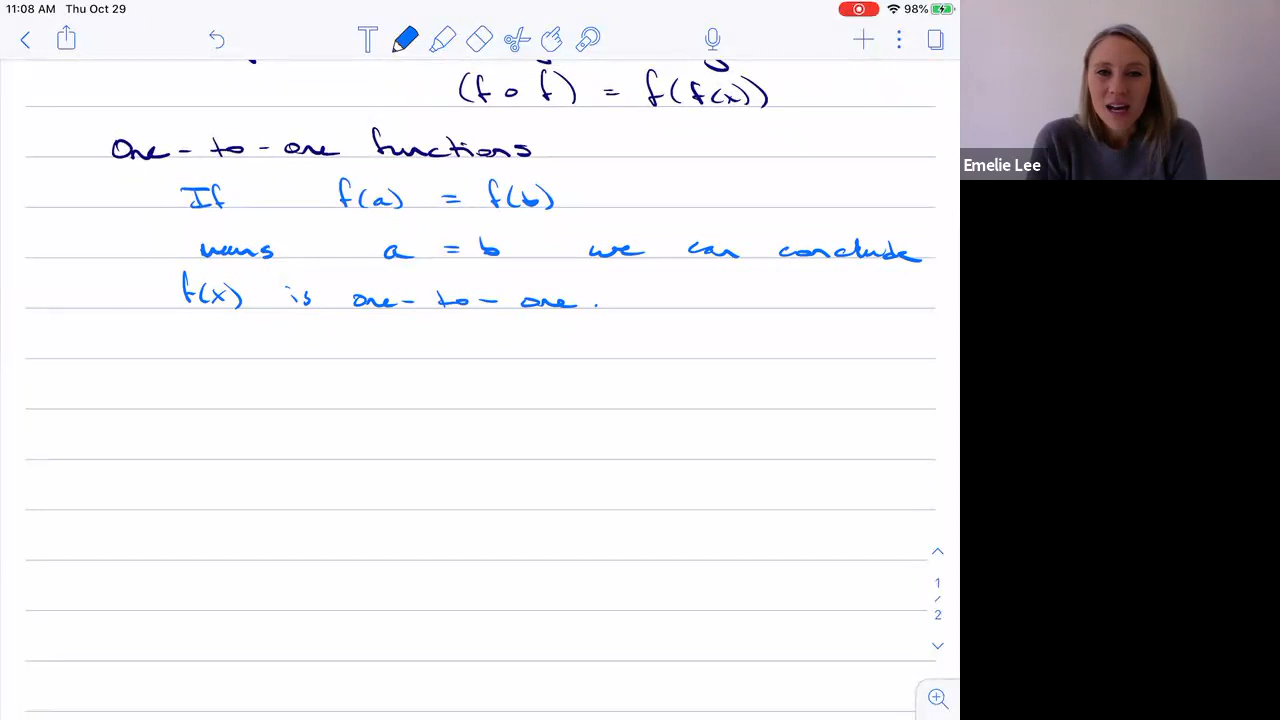 11:08 AM Thu Oct 29
98%
(f o f) = f(f(x))
Emelie Lee
one-to-one functions
If f(a) = f(b)
means a = b we can conclude
f(x) is one-to-one.
1
/
2